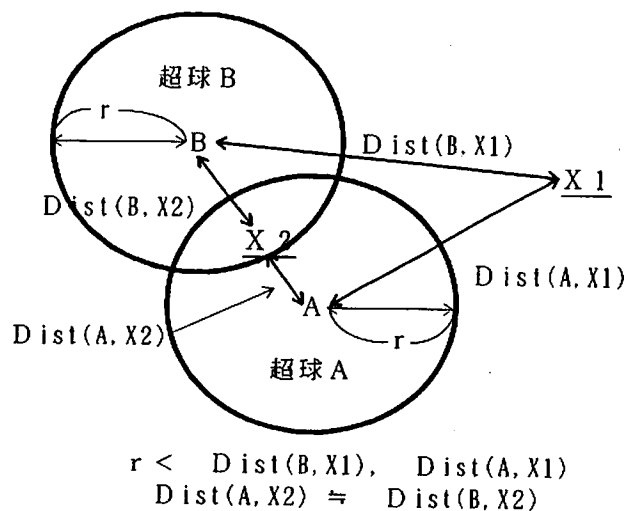 超球B
r
B
Dist(B,X1)
X1
Dist(B,X2)
X2
Dist(A,X1)
A
Dist(A,X2)
r
超球A
r < Dist(B,X1), Dist(A,X1)
Dist(A,X2) ≒ Dist(B,X2)